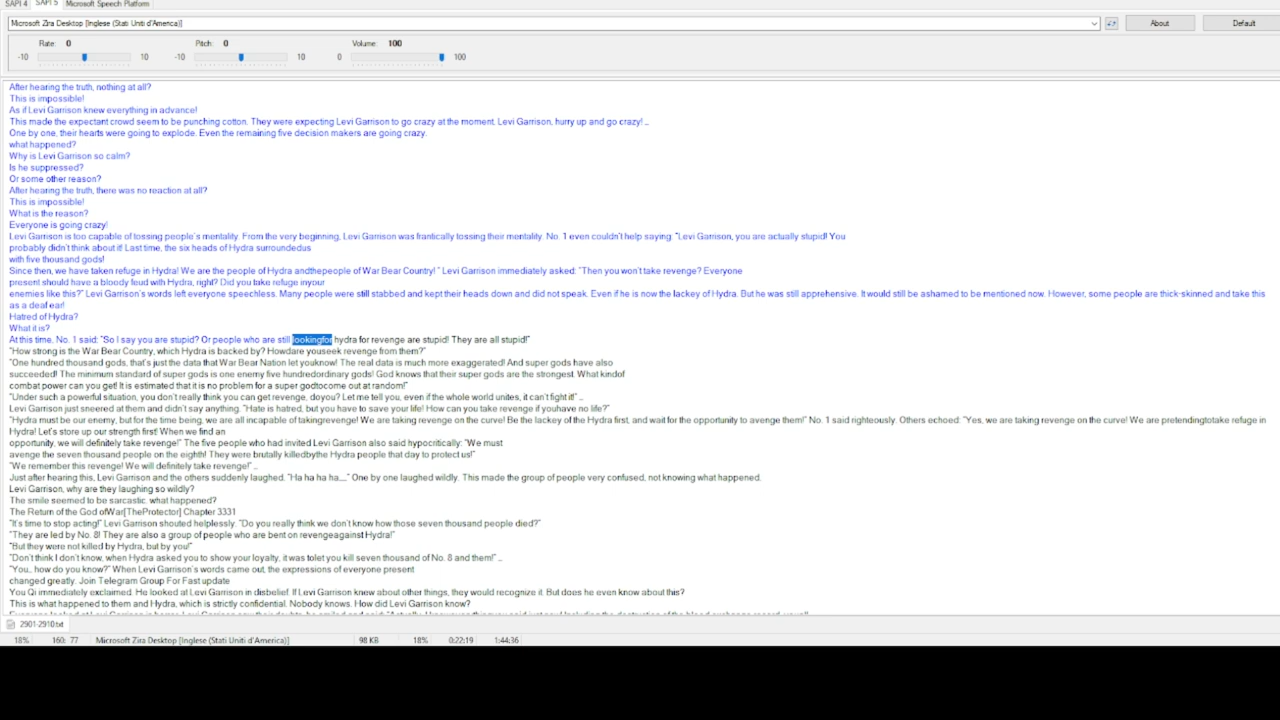 SAPI 4 SAPI 5 Microsoft Speech Platform
Microsoft Zira Desktop [Inglese (Stati Uniti d'America)] About Default
Rate: 0 Pitch: 0 Volume: 100
-10 10 -10 10 0 100
After hearing the truth, nothing at all?
This is impossible!
As if Levi Garrison knew everything in advance!
This made the expectant crowd seem to be punching cotton. They were expecting Levi Garrison to go crazy at the moment. Levi Garrison, hurry up and go crazy! ...
One by one, their hearts were going to explode. Even the remaining five decision makers are going crazy.
what happened?
Why is Levi Garrison so calm?
Is he suppressed?
Or some other reason?
After hearing the truth, there was no reaction at all?
This is impossible!
What is the reason?
Everyone is going crazy!
Levi Garrison is too capable of tossing people's mentality. From the very beginning, Levi Garrison was frantically tossing their mentality. No. 1 even couldn't help saying: "Levi Garrison, you are actually stupid! You
probably didn't think about it! Last time, the six heads of Hydra surroundedus
with five thousand gods!
Since then, we have taken refuge in Hydra! We are the people of Hydra andthepeople of War Bear Country! " Levi Garrison immediately asked: "Then you won't take revenge? Everyone
present should have a bloody feud with Hydra, right? Did you take refuge inyour
enemies like this?" Levi Garrison's words left everyone speechless. Many people were still stabbed and kept their heads down and did not speak. Even if he is now the lackey of Hydra. But he was still apprehensive. It would still be ashamed to be mentioned now. However, some people are thick-skinned and take this
as a deaf ear!
Hatred of Hydra?
What it is?
At this time, No. 1 said: "So I say you are stupid? Or people who are still lookingfor hydra for revenge are stupid! They are all stupid!"
"How strong is the War Bear Country, which Hydra is backed by? Howdare youseek revenge from them?"
"One hundred thousand gods, that's just the data that War Bear Nation let youknow! The real data is much more exaggerated! And super gods have also
succeeded! The minimum standard of super gods is one enemy five hundredordinary gods! God knows that their super gods are the strongest. What kindof
combat power can you get! It is estimated that it is no problem for a super godtocome out at random!"
"Under such a powerful situation, you don't really think you can get revenge, doyou? Let me tell you, even if the whole world unites, it can't fight it!" ...
Levi Garrison just sneered at them and didn't say anything. "Hate is hatred, but you have to save your life! How can you take revenge if youhave no life?"
"Hydra must be our enemy, but for the time being, we are all incapable of takingrevenge! We are taking revenge on the curve! Be the lackey of the Hydra first, and wait for the opportunity to avenge them!" No. 1 said righteously. Others echoed: "Yes, we are taking revenge on the curve! We are pretendingtotake refuge in
Hydra! Let's store up our strength first! When we find an
opportunity, we will definitely take revenge!" The five people who had invited Levi Garrison also said hypocritically: "We must
avenge the seven thousand people on the eighth! They were brutally killedbythe Hydra people that day to protect us!"
"We remember this revenge! We will definitely take revenge!" ...
Just after hearing this, Levi Garrison and the others suddenly laughed. "Ha ha ha ha......" One by one laughed wildly. This made the group of people very confused, not knowing what happened.
Levi Garrison, why are they laughing so wildly?
The smile seemed to be sarcastic. what happened?
The Return of the God ofWar[TheProtector] Chapter 3331
"It's time to stop acting!" Levi Garrison shouted helplessly. "Do you really think we don't know how those seven thousand people died?"
"They are led by No. 8! They are also a group of people who are bent on revengeagainst Hydra!"
"But they were not killed by Hydra, but by you!"
"Don't think I don't know, when Hydra asked you to show your loyalty, it was tolet you kill seven thousand of No. 8 and them!" ...
"You... how do you know?" When Levi Garrison's words came out, the expressions of everyone present
changed greatly. Join Telegram Group For Fast update
You Qi immediately exclaimed. He looked at Levi Garrison in disbelief. If Levi Garrison knew about other things, they would recognize it. But does he even know about this?
This is what happened to them and Hydra, which is strictly confidential. Nobody knows. How did Levi Garrison know?
2901-2910.txt
18% 160: 77 Microsoft Zira Desktop [Inglese (Stati Uniti d'America)] 98 KB 18% 0:22:19 1:44:36